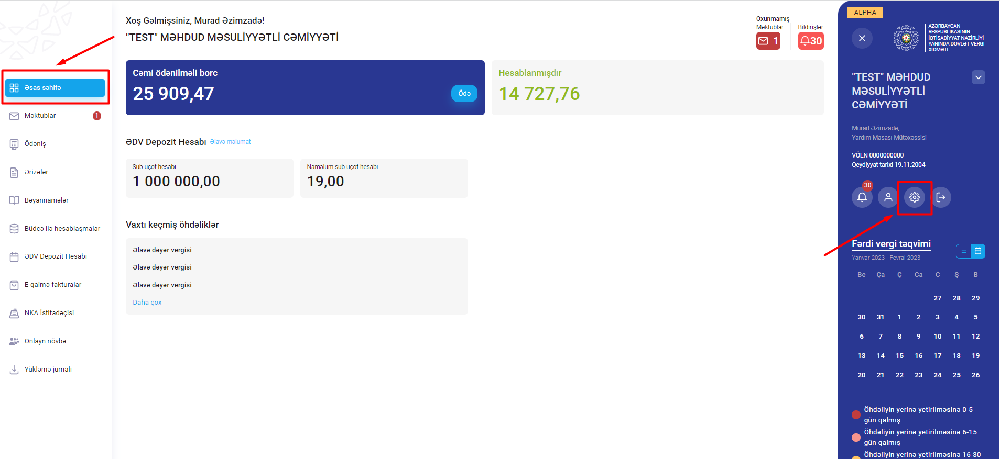 Əsas səhifə
Məktublar
1
Ödəniş
Ərizələr
Bəyannamələr
Büdcə ilə hesablaşmalar
ƏDV Depozit Hesabı
E-qaimə-fakturalar
NKA İstifadəçisi
Onlayn növbə
Yükləmə jurnalı
Xoş Gəlmişsiniz, Murad Əzimzadə!
"TEST" MƏHDUD MƏSULİYYƏTLİ CƏMİYYƏTİ
Oxunmamış
Məktublar
1
Bildirişlər
30
Cəmi ödənilməli borc
25 909,47
Ödə
Hesablanmışdır
14 727,76
ƏDV Depozit Hesabı Əlavə məlumat
Sub-uçot hesabı
1 000 000,00
Naməlum sub-uçot hesabı
19,00
Vaxtı keçmiş öhdəliklər
Əlavə dəyər vergisi
Əlavə dəyər vergisi
Əlavə dəyər vergisi
Daha çox
ALPHA
AZƏRBAYCAN
RESPUBLİKASININ
İQTİSADİYYAT NAZİRLİYİ
YANINDA DÖVLƏT VERGİ
XİDMƏTİ
"TEST" MƏHDUD
MƏSULİYYƏTLİ
CƏMİYYƏTİ
Murad Əzimzadə,
Yardım Masası Mütəxəssisi
VÖEN 0000000000
Qeydiyyat tarixi 19.11.2004
30
Fərdi vergi təqvimi
Yanvar 2023 - Fevral 2023
Be Ça Ç Ca C Ş B
27 28 29
30 31 1 2 3 4 5
6 7 8 9 10 11 12
13 14 15 16 17 18 19
20 21 22 23 24 25 26
Öhdəliyin yerinə yetirilməsinə 0-5
gün qalmış
Öhdəliyin yerinə yetirilməsinə 6-15
gün qalmış
Öhdəliyin yerinə yetirilməsinə 16-30